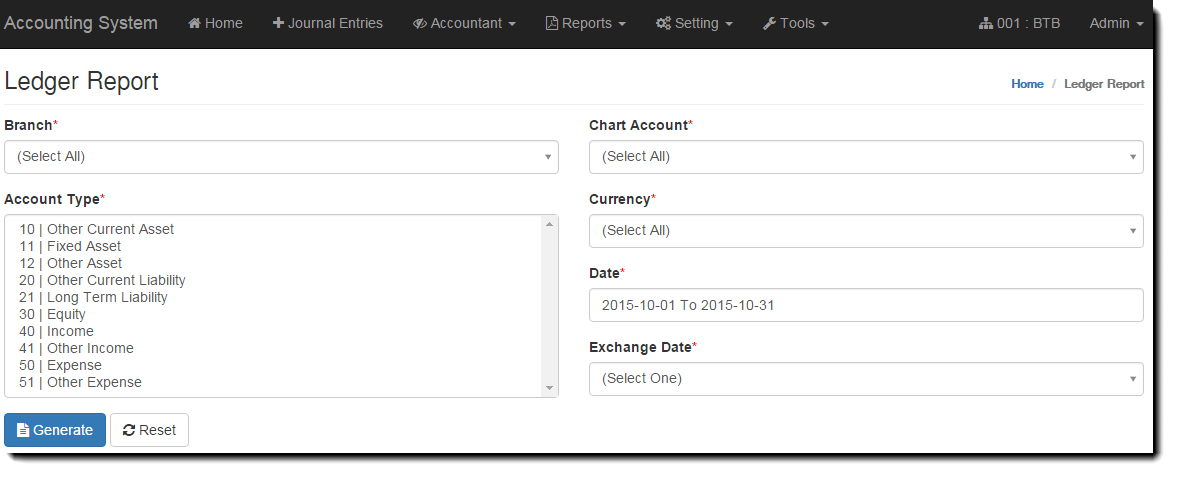 Accounting System Home Journal Entries Accountant Reports Setting Tools 001 : BTB Admin
Ledger Report Home / Ledger Report
Branch*
(Select All)
Account Type*
10 | Other Current Asset
11 | Fixed Asset
12 | Other Asset
20 | Other Current Liability
21 | Long Term Liability
30 | Equity
40 | Income
41 | Other Income
50 | Expense
51 | Other Expense
Chart Account*
(Select All)
Currency*
(Select All)
Date*
2015-10-01 To 2015-10-31
Exchange Date*
(Select One)
Generate Reset